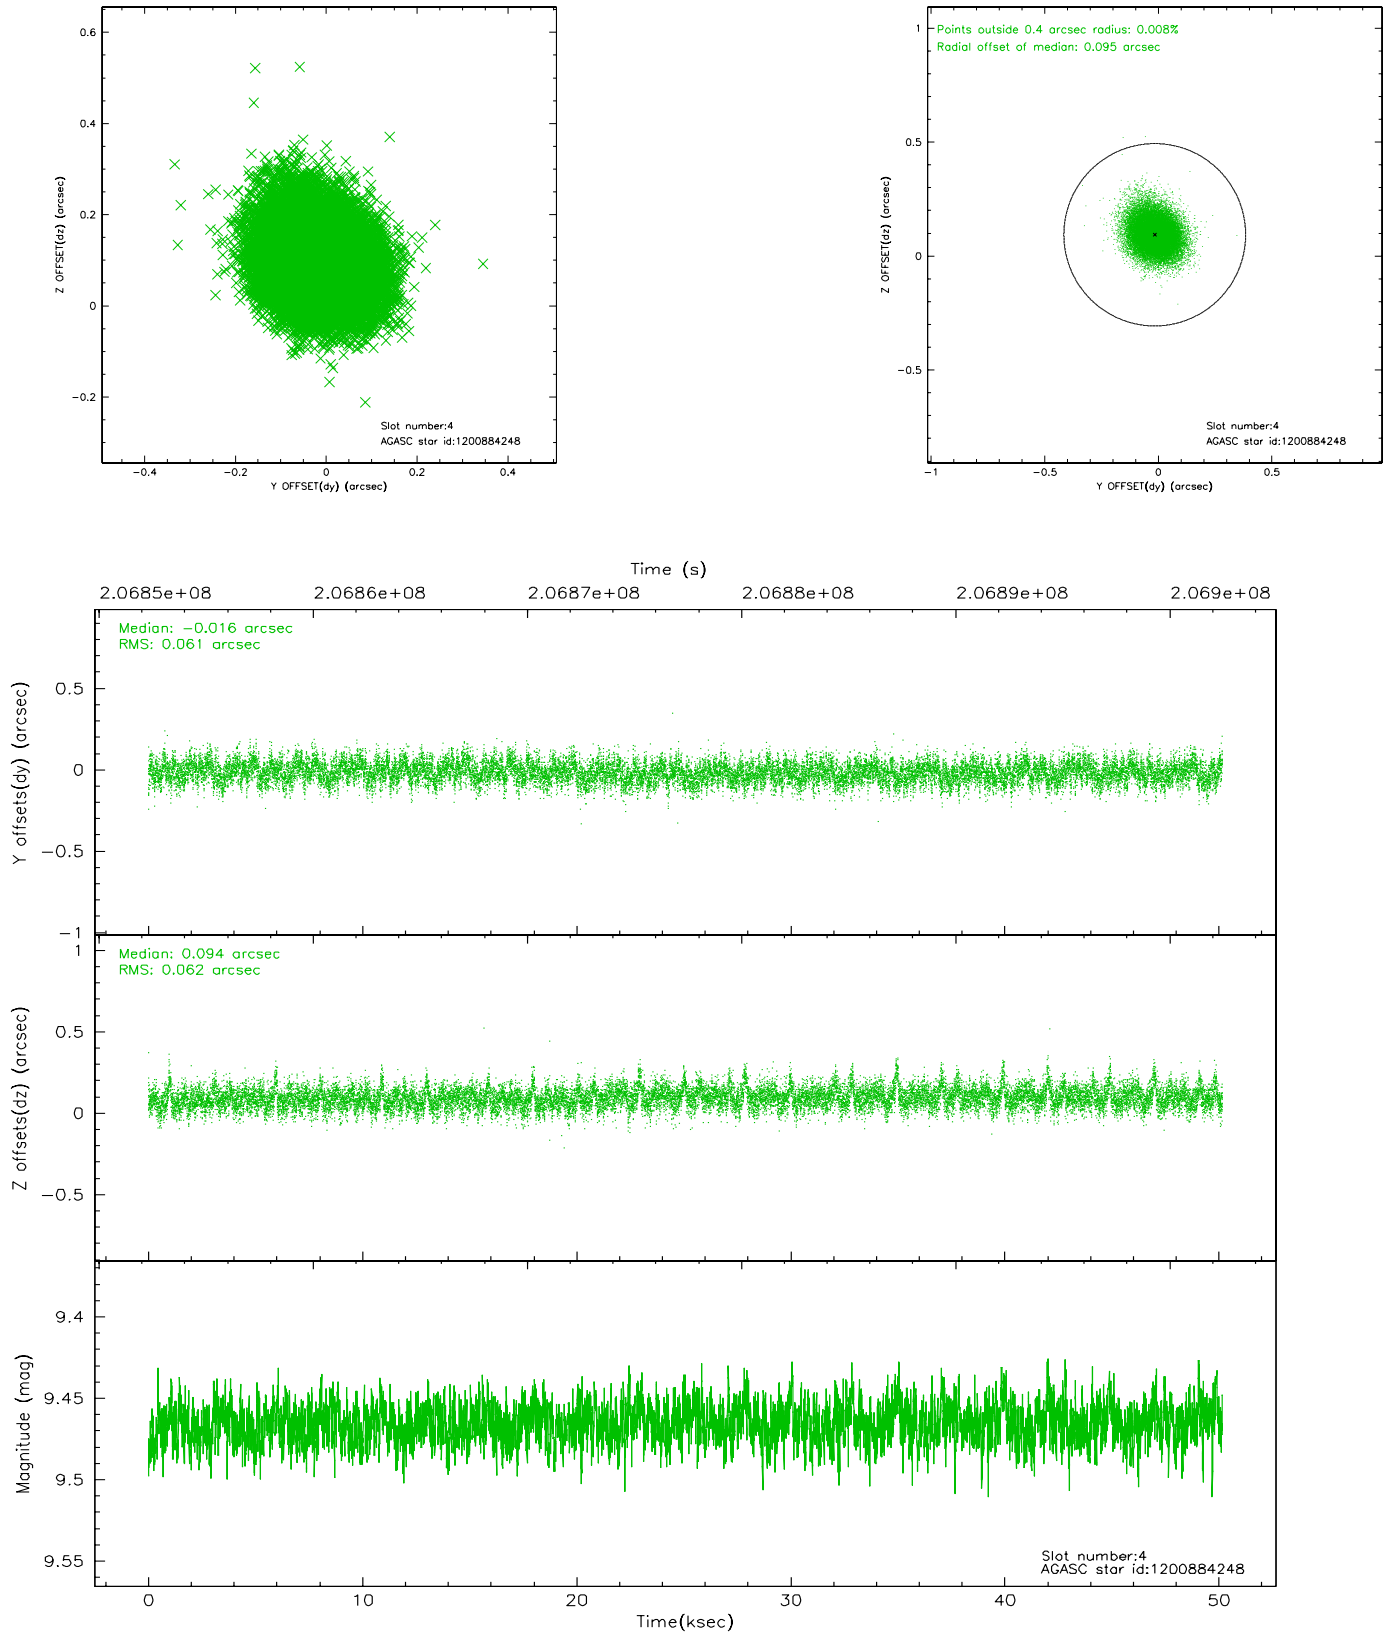 0.6
0.4
0.2
0
−0.2
Z OFFSET(dz) (arcsec)
Slot number:4
AGASC star id:1200884248
−0.4 −0.2 0 0.2 0.4
Y OFFSET(dy) (arcsec)
Points outside 0.4 arcsec radius: 0.008%
Radial offset of median: 0.095 arcsec
1
0.5
0
−0.5
Z OFFSET(dz) (arcsec)
Slot number:4
AGASC star id:1200884248
−1 −0.5 0 0.5
Y OFFSET(dy) (arcsec)
Time (s)
2.0685e+08 2.0686e+08 2.0687e+08 2.0688e+08 2.0689e+08 2.069e+08
Median: −0.016 arcsec
RMS: 0.061 arcsec
0.5
0
−0.5
−1
Y offsets(dy) (arcsec)
Median: 0.094 arcsec
RMS: 0.062 arcsec
1
0.5
0
−0.5
Z offsets(dz) (arcsec)
9.4
9.45
9.5
9.55
Magnitude (mag)
Slot number:4
AGASC star id:1200884248
0 10 20 30 40 50
Time(ksec)